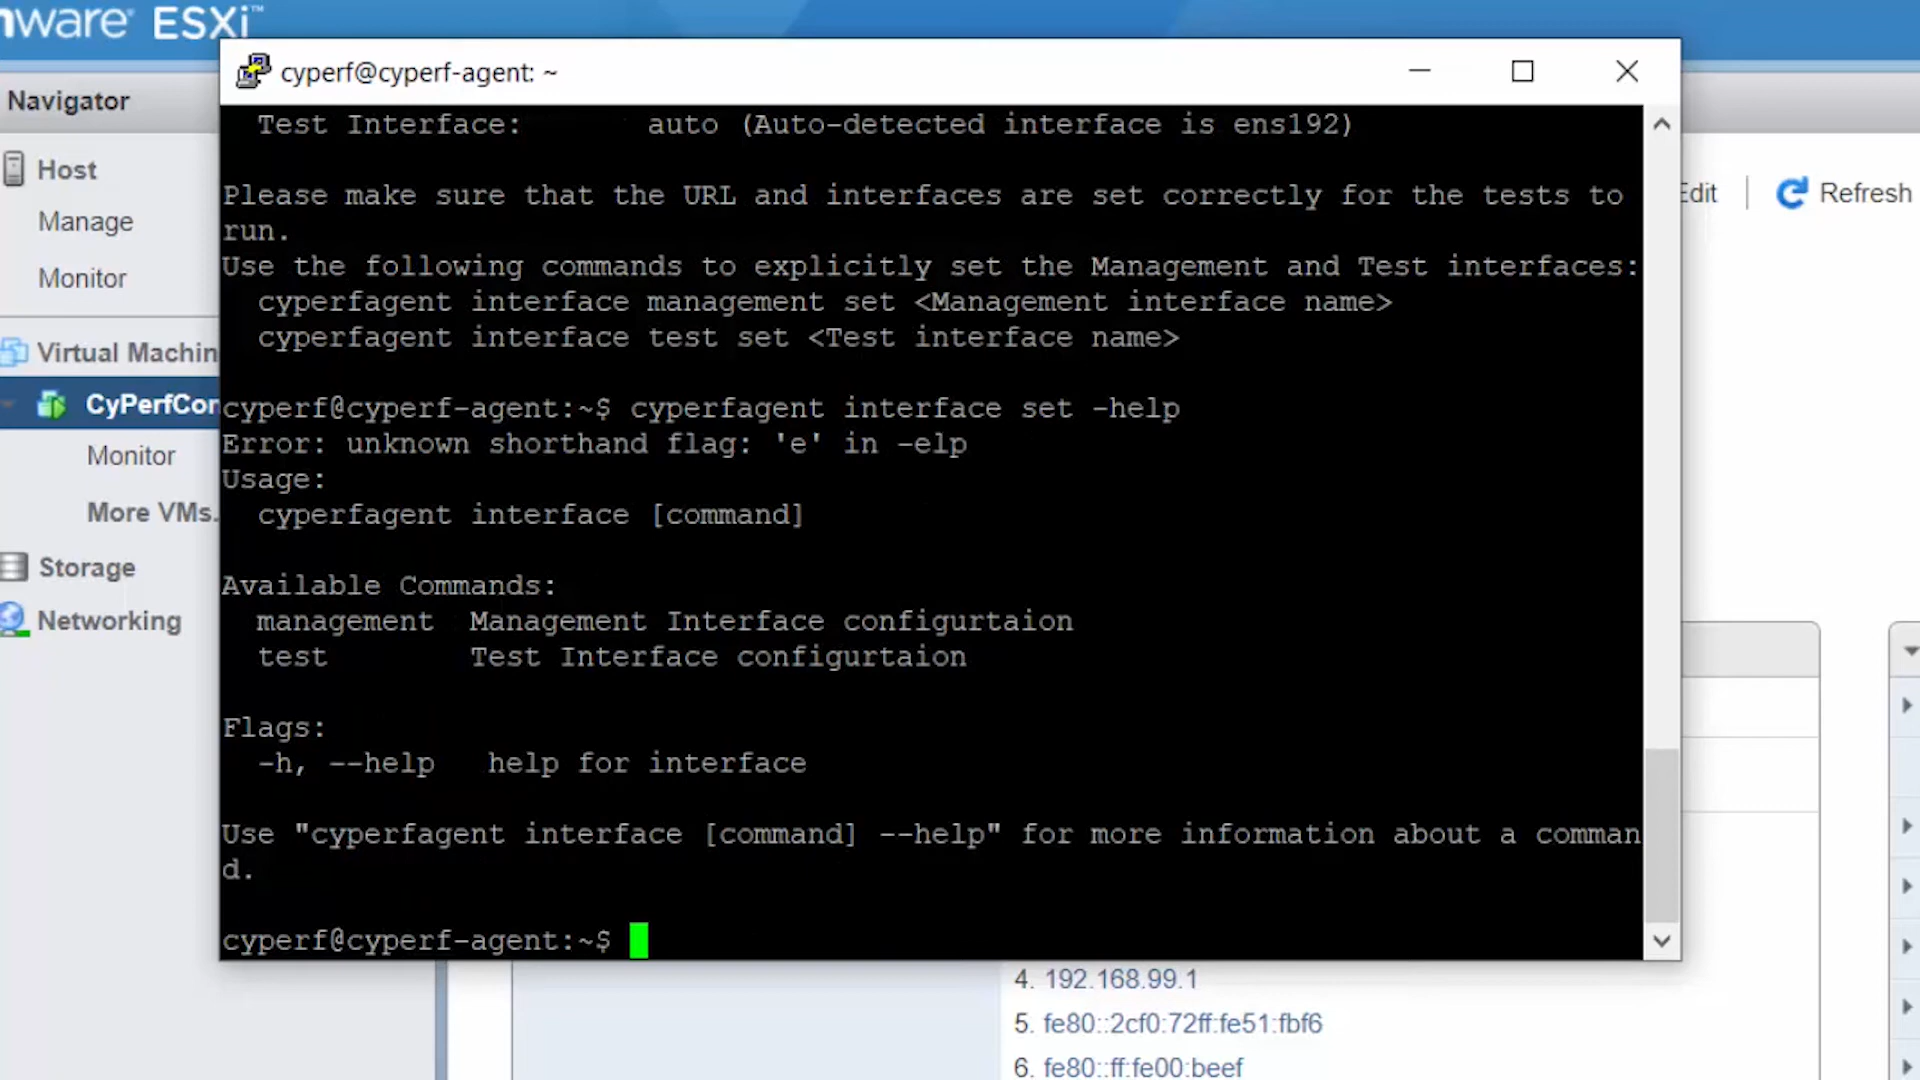 mware® ESXi™
Navigator
Host
Manage
Monitor
Virtual Machin
CyPerfCon
Monitor
More VMs.
Storage
Networking
cyperf@cyperf-agent: ~
Test Interface: auto (Auto-detected interface is ens192)
Please make sure that the URL and interfaces are set correctly for the tests to
run.
Use the following commands to explicitly set the Management and Test interfaces:
cyperfagent interface management set <Management interface name>
cyperfagent interface test set <Test interface name>
cyperf@cyperf-agent:~$ cyperfagent interface set -help
Error: unknown shorthand flag: 'e' in -elp
Usage:
cyperfagent interface [command]
Available Commands:
management Management Interface configurtaion
test Test Interface configurtaion
Flags:
-h, --help help for interface
Use "cyperfagent interface [command] --help" for more information about a comman
d.
cyperf@cyperf-agent:~$
Edit | Refresh
4. 192.168.99.1
5. fe80::2cf0:72ff:fe51:fbf6
6. fe80::ff:fe00:beef